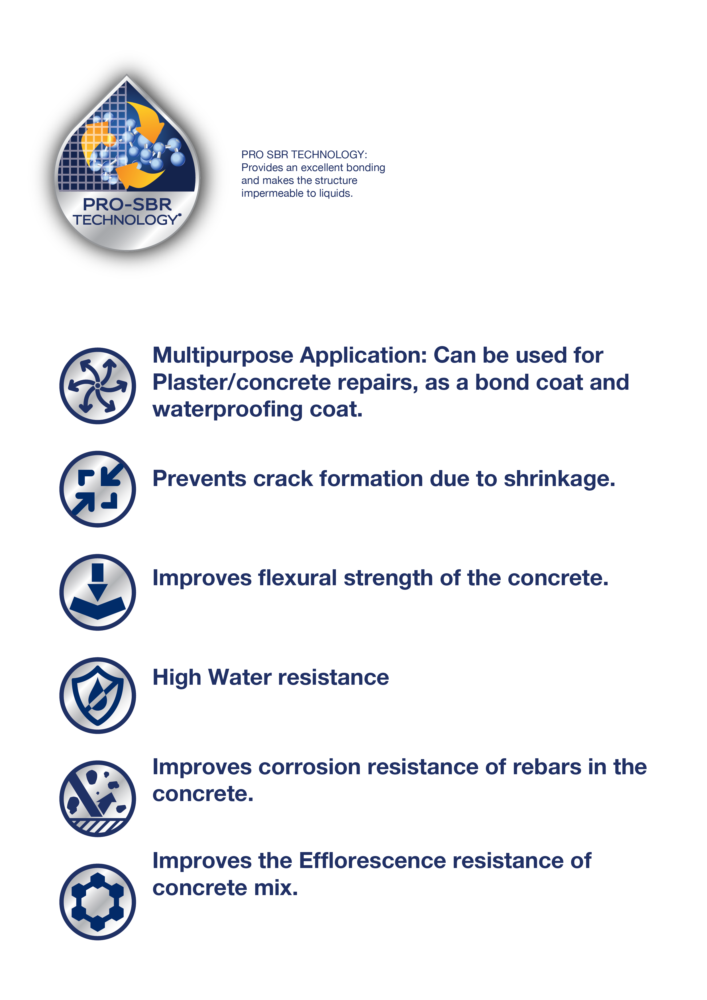 PRO-SBR
TECHNOLOGY*
PRO SBR TECHNOLOGY:
Provides an excellent bonding
and makes the structure
impermeable to liquids.
Multipurpose Application: Can be used for
Plaster/concrete repairs, as a bond coat and
waterproofing coat.
Prevents crack formation due to shrinkage.
Improves flexural strength of the concrete.
High Water resistance
Improves corrosion resistance of rebars in the
concrete.
Improves the Efflorescence resistance of
concrete mix.